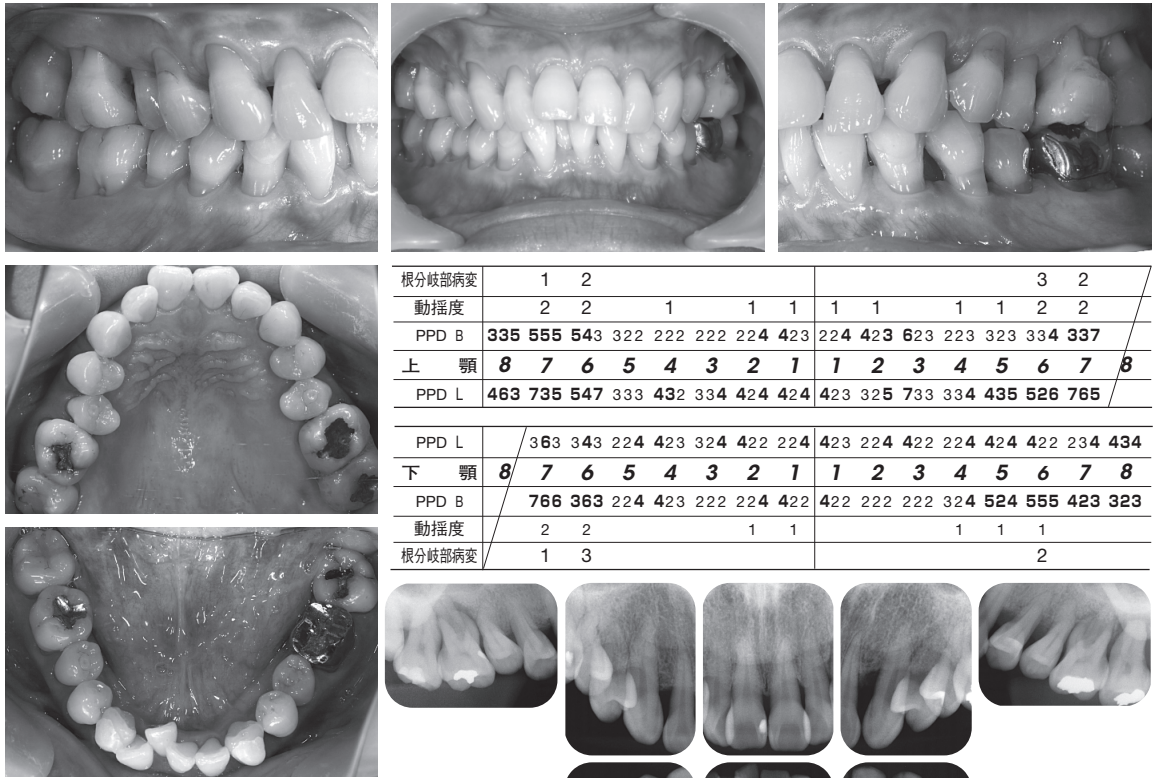 根分岐部病変 1 2 3 2
動揺度 2 2 1 1 1 1 1 1 1 2 2
PPD B 335 555 543 322 222 222 224 423 224 423 623 223 323 334 337
上 顎 8 7 6 5 4 3 2 1 1 2 3 4 5 6 7 8
PPD L 463 735 547 333 432 334 424 424 423 325 733 334 435 526 765
PPD L 363 343 224 423 324 422 224 423 224 422 224 424 422 234 434
下 顎 8 7 6 5 4 3 2 1 1 2 3 4 5 6 7 8
PPD B 766 363 224 423 222 224 422 422 222 222 324 524 555 423 323
動揺度 2 2 1 1 1 1 1
根分岐部病変 1 3 2